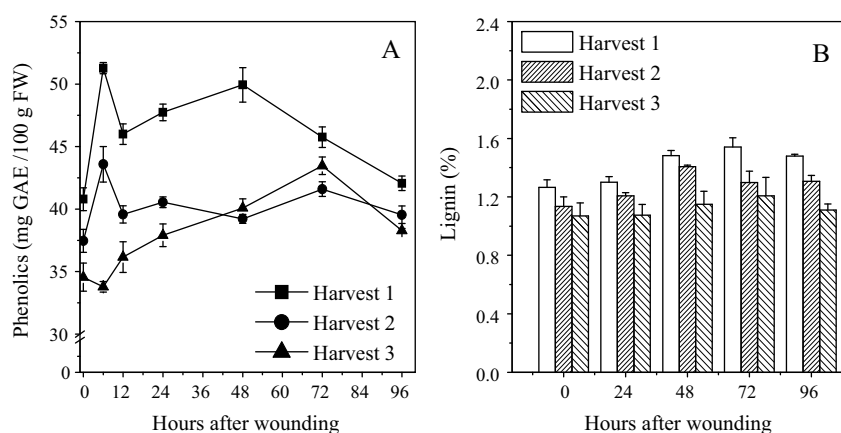 A
Phenolics (mg GAE /100 g FW)
55
50
45
40
35
30
0
Harvest 1
Harvest 2
Harvest 3
0 12 24 36 48 60 72 84 96
Hours after wounding
B
Lignin (%)
2.4
2.0
1.6
1.2
0.8
0.4
0.0
Harvest 1
Harvest 2
Harvest 3
0 24 48 72 96
Hours after wounding